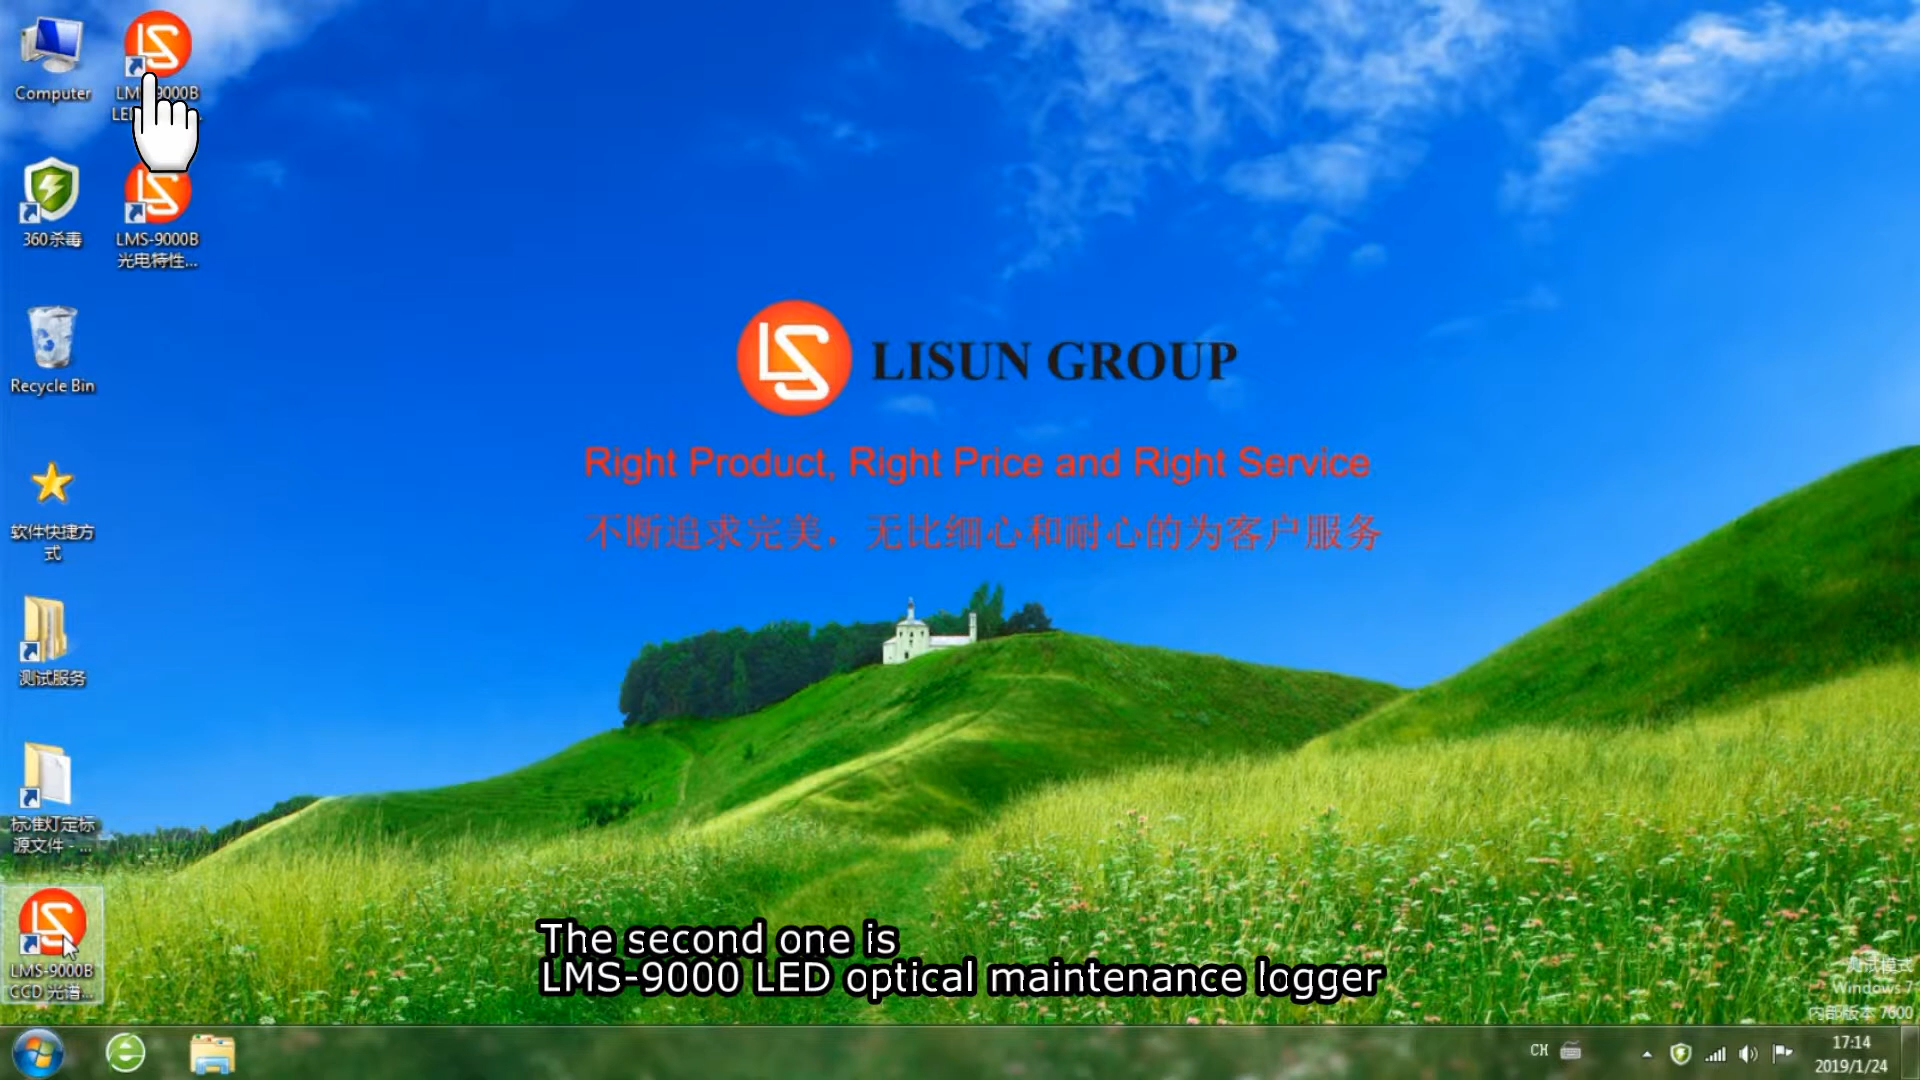 Computer
LMS-9000B
LED
360杀毒
LMS-9000B
光电特性...
Recycle Bin
软件快捷方
式
测试服务
标准灯定标
源文件 - ...
LMS-9000B
CCD 光谱...
LS LISUN GROUP
Right Product, Right Price and Right Service
不断追求完美，无比细心和耐心的为客户服务
The second one is
LMS-9000 LED optical maintenance logger
测试模式
Windows 7
内部版本 7600
CH
17:14
2019/1/24